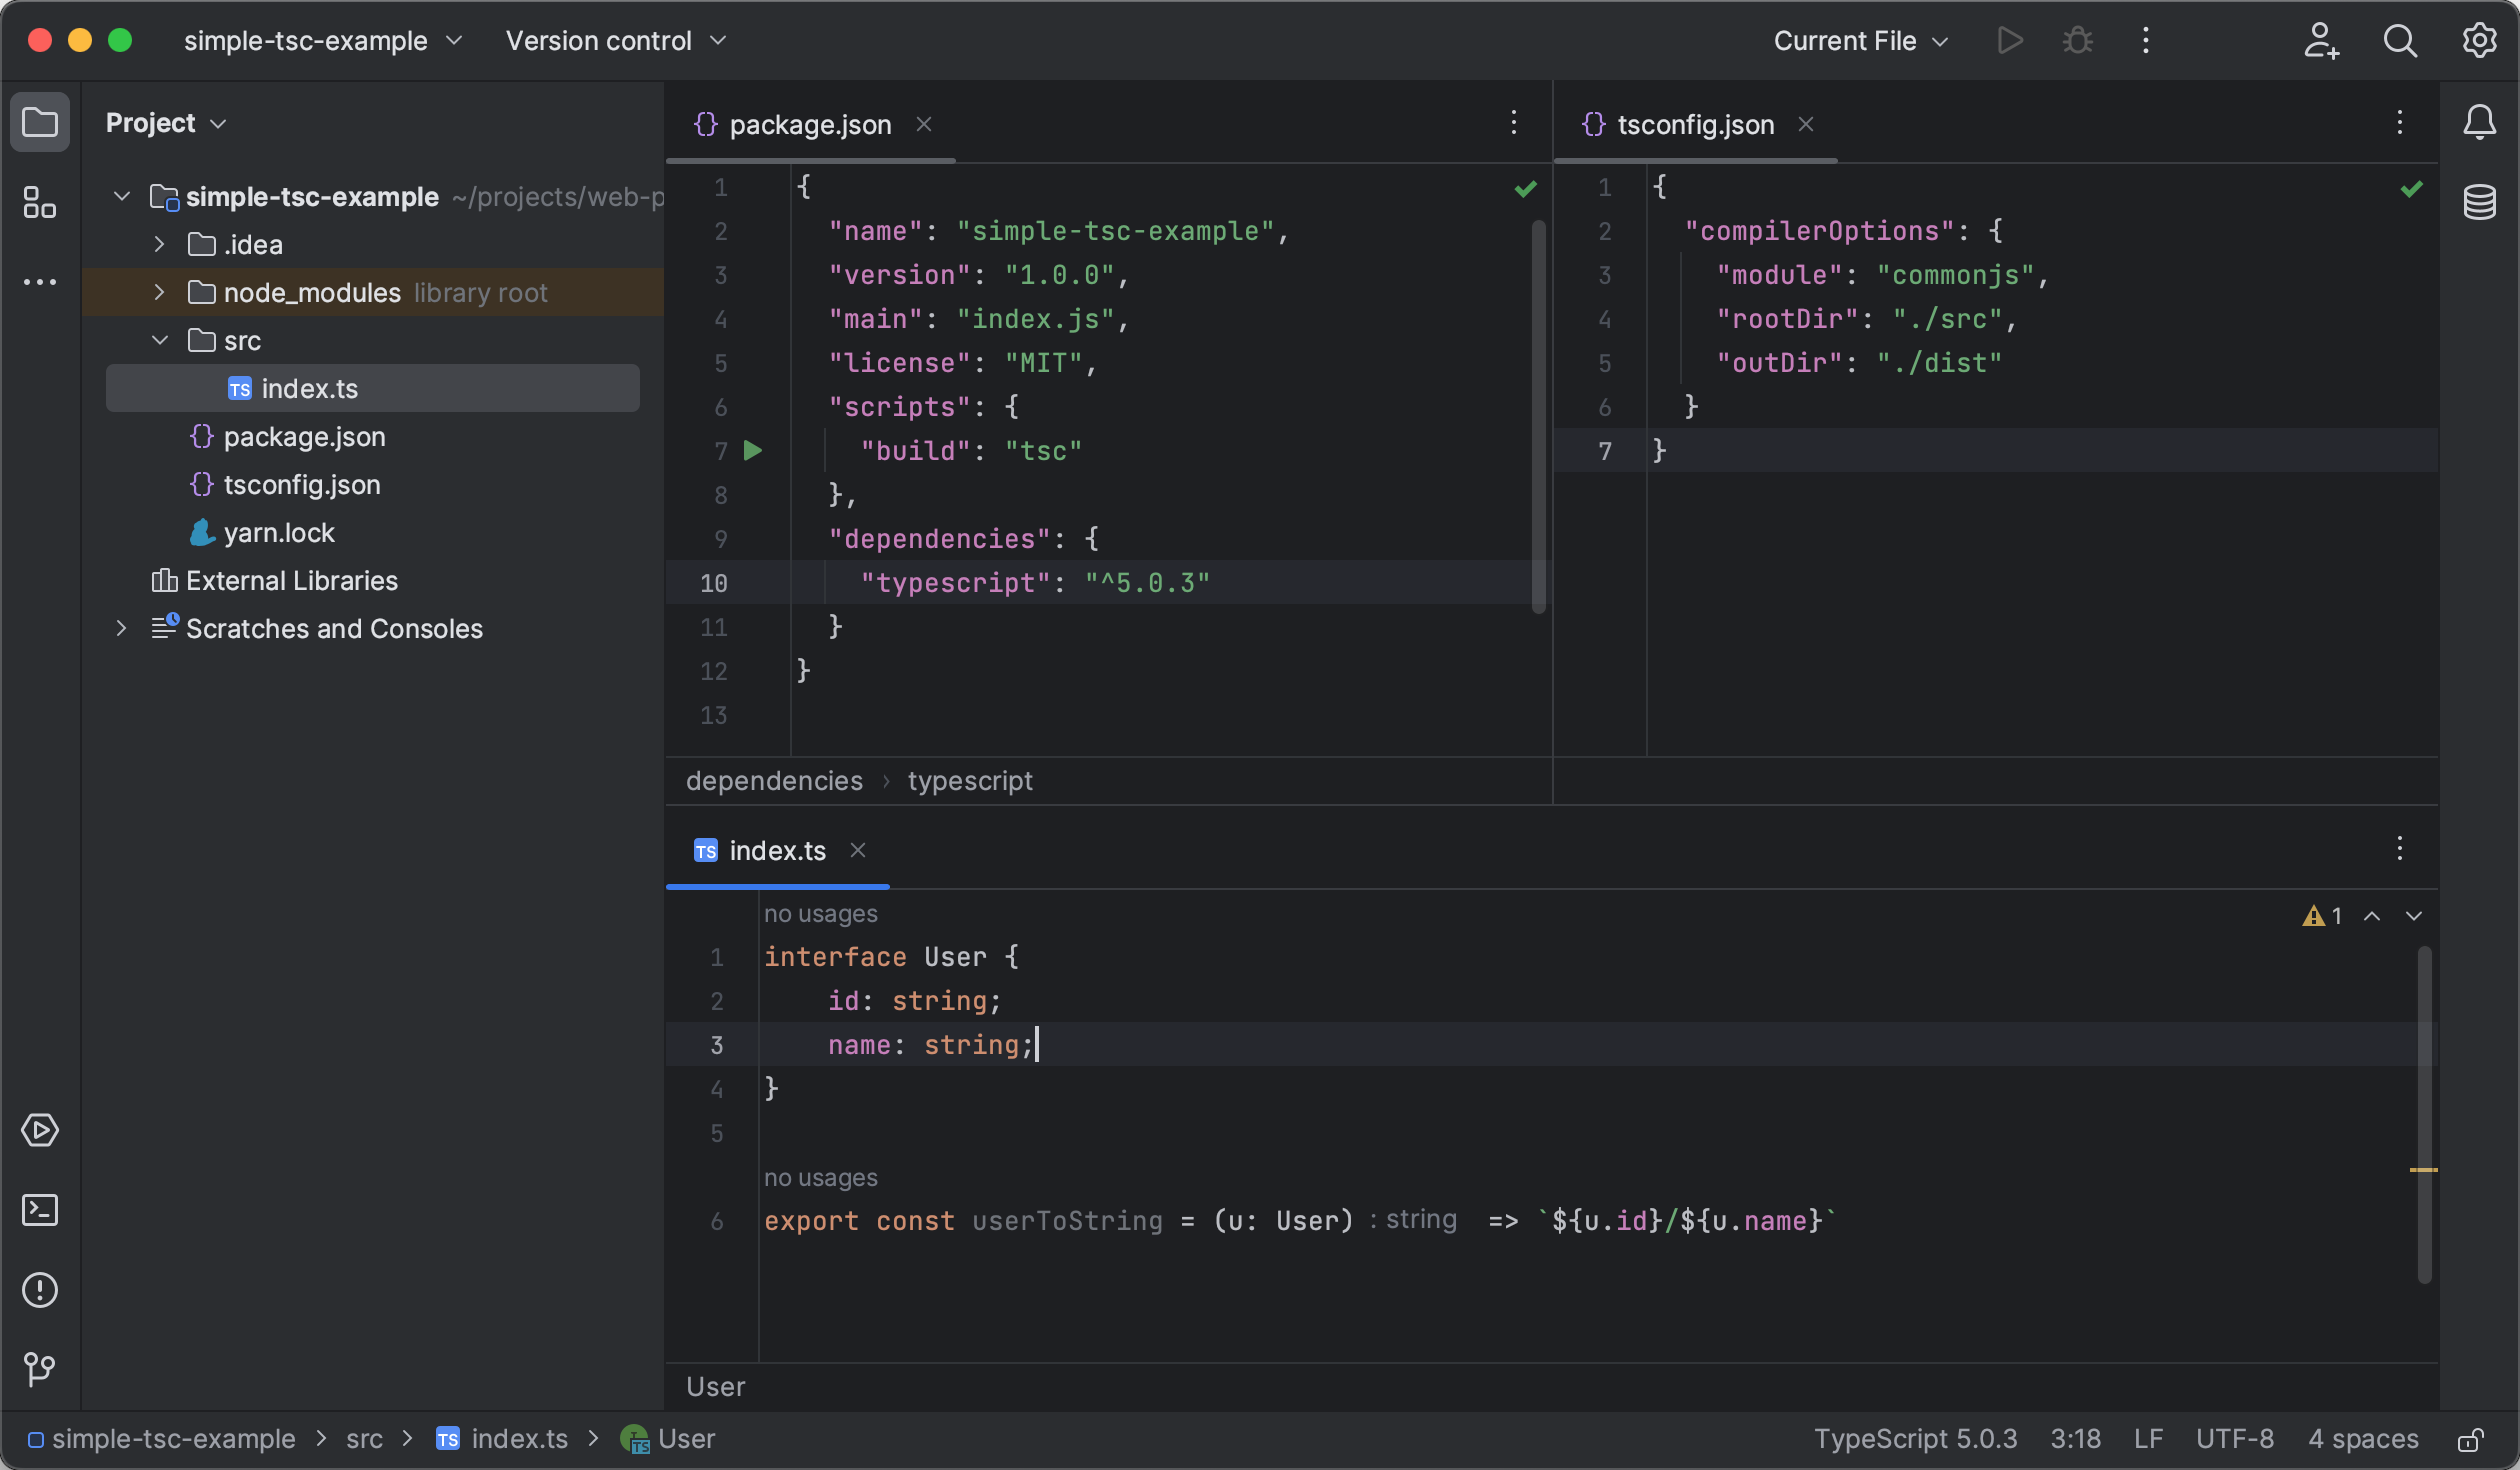 simple-tsc-example Version control Current File
Project
simple-tsc-example ~/projects/web-p
.idea
node_modules library root
src
TS index.ts
{} package.json
{} tsconfig.json
yarn.lock
External Libraries
Scratches and Consoles
{} package.json
1 {
2 "name": "simple-tsc-example",
3 "version": "1.0.0",
4 "main": "index.js",
5 "license": "MIT",
6 "scripts": {
7 "build": "tsc"
8 },
9 "dependencies": {
10 "typescript": "^5.0.3"
11 }
12 }
13
dependencies › typescript
{} tsconfig.json
1 {
2 "compilerOptions": {
3 "module": "commonjs",
4 "rootDir": "./src",
5 "outDir": "./dist"
6 }
7 }
TS index.ts
no usages
1
1 interface User {
2 id: string;
3 name: string;
4 }
5
no usages
6 export const userToString = (u: User) : string => `${u.id}/${u.name}`
User
simple-tsc-example > src > TS index.ts > I TS User
TypeScript 5.0.3 3:18 LF UTF-8 4 spaces